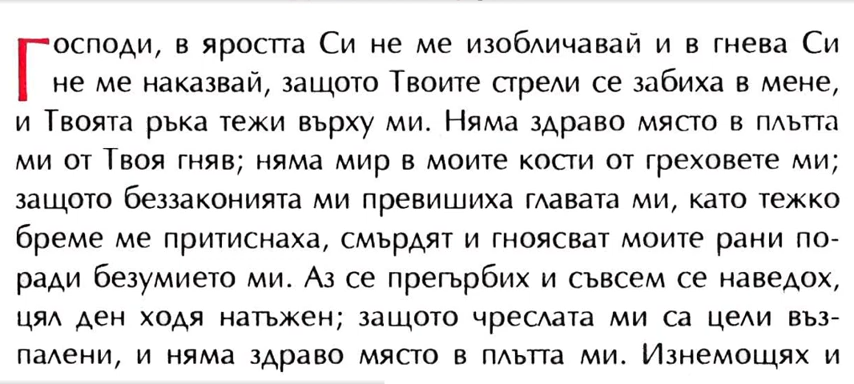 Господи, в яростта Си не ме изобличавай и в гнева Си
не ме наказвай, защото Твоите стрели се забиха в мене,
и Твоята ръка тежи върху ми. Няма здраво място в плътта
ми от Твоя гняв; няма мир в моите кости от греховете ми;
защото беззаконията ми превишиха главата ми, като тежко
бреме ме притиснаха, смърдят и гноясват моите рани по-
ради безумието ми. Аз се прегърбих и съвсем се наведох,
цял ден ходя натъжен; защото чреслата ми са цели въз-
палени, и няма здраво място в плътта ми. Изнемощях и